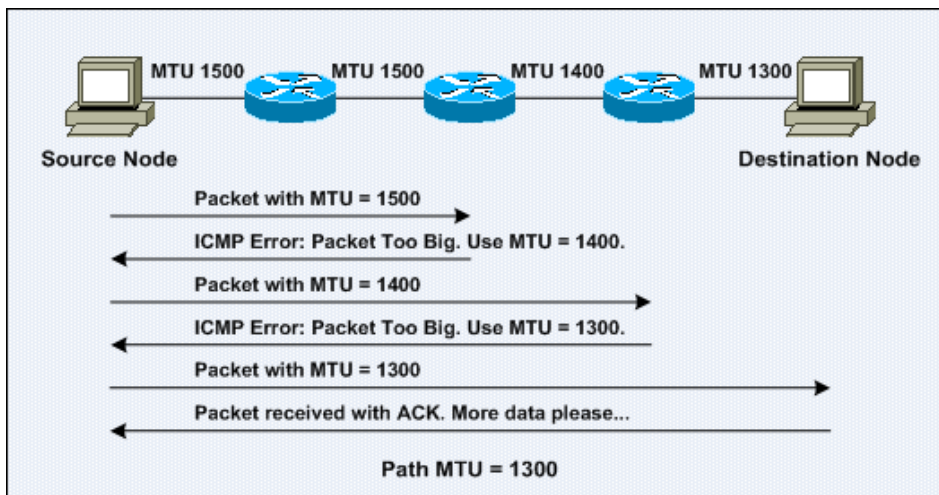 MTU 1500 MTU 1500 MTU 1400 MTU 1300
Source Node Destination Node
Packet with MTU = 1500
ICMP Error: Packet Too Big. Use MTU = 1400.
Packet with MTU = 1400
ICMP Error: Packet Too Big. Use MTU = 1300.
Packet with MTU = 1300
Packet received with ACK. More data please...
Path MTU = 1300